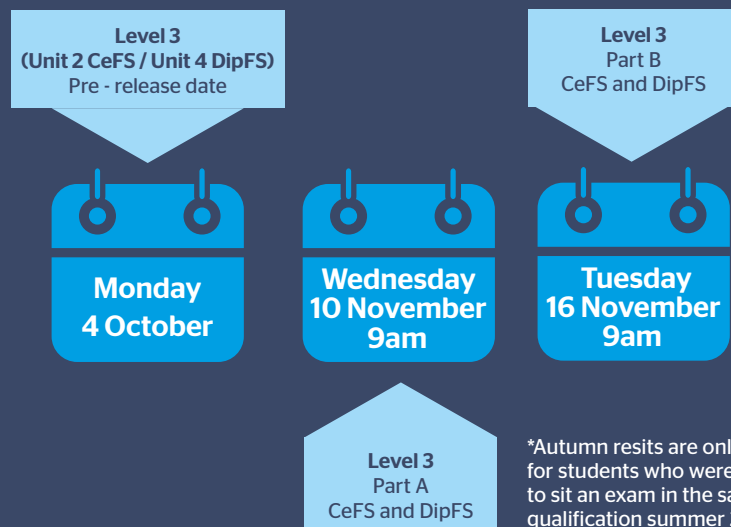 Level 3
(Unit 2 CeFS / Unit 4 DipFS)
Pre - release date
Level 3
Part B
CeFS and DipFS
Monday
4 October
Wednesday
10 November
9am
Tuesday
16 November
9am
Level 3
Part A
CeFS and DipFS
*Autumn resits are
for students who were
to sit an exam in the
qualification summer